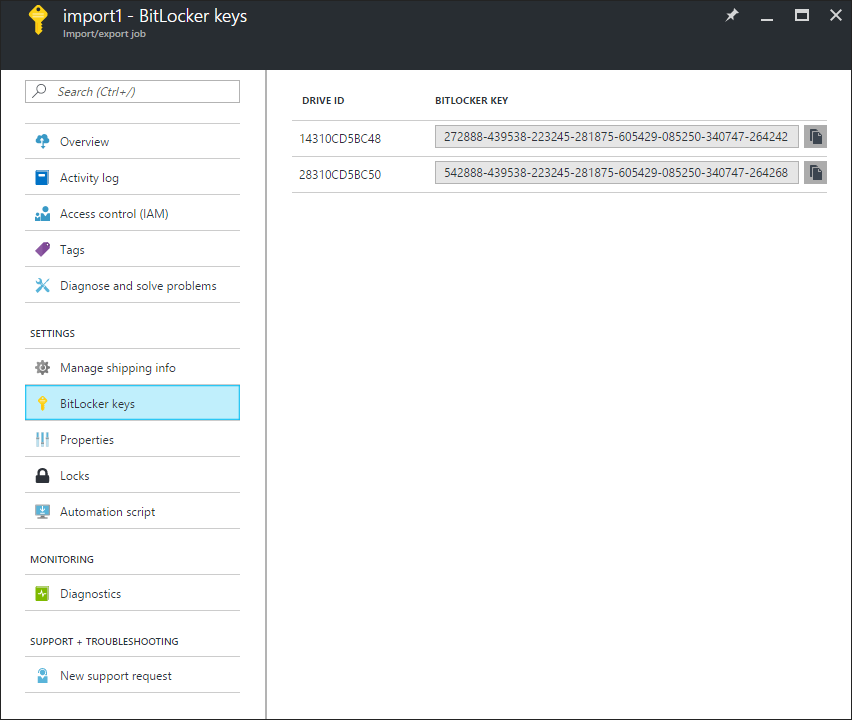 import1 - BitLocker keys
Import/export job
Search (Ctrl+/)
Overview
Activity log
Access control (IAM)
Tags
Diagnose and solve problems
SETTINGS
Manage shipping info
BitLocker keys
Properties
Locks
Automation script
MONITORING
Diagnostics
SUPPORT + TROUBLESHOOTING
New support request
DRIVE ID BITLOCKER KEY
14310CD5BC48 272888-439538-223245-281875-605429-085250-340747-264242
28310CD5BC50 542888-439538-223245-281875-605429-085250-340747-264268